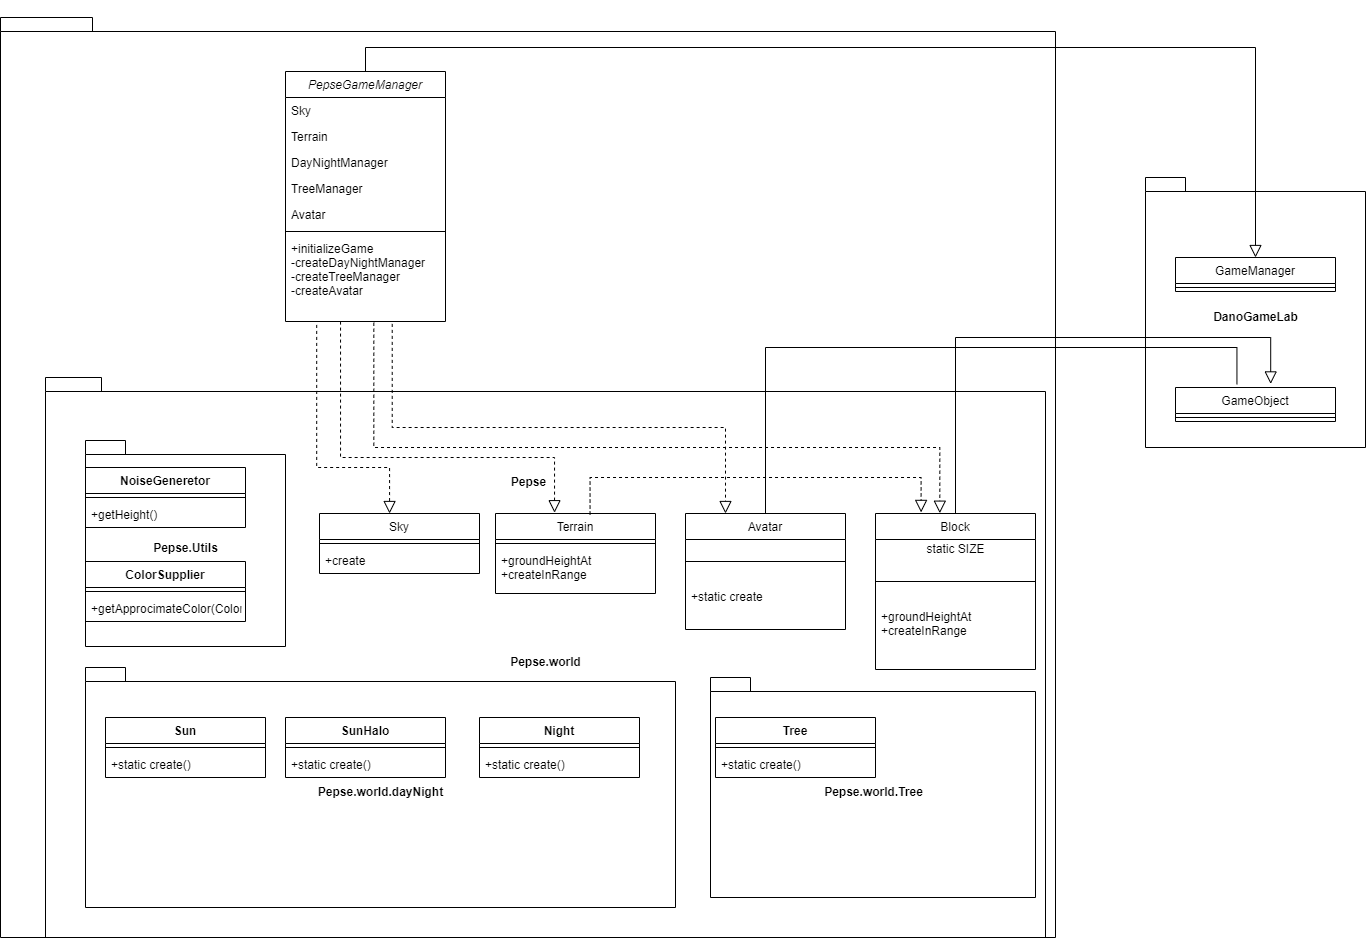 PepseGameManager
Sky
Terrain
DayNightManager
TreeManager
Avatar
+initializeGame
-createDayNightManager
-createTreeManager
-createAvatar
GameManager
DanoGameLab
GameObject
NoiseGeneretor
+getHeight()
Pepse.Utils
ColorSupplier
+getApprocimateColor(Color
Pepse
Sky
+create
Terrain
+groundHeightAt
+createInRange
Avatar
+static create
Block
static SIZE
+groundHeightAt
+createInRange
Pepse.world
Sun
+static create()
SunHalo
+static create()
Night
+static create()
Pepse.world.dayNight
Tree
+static create()
Pepse.world.Tree